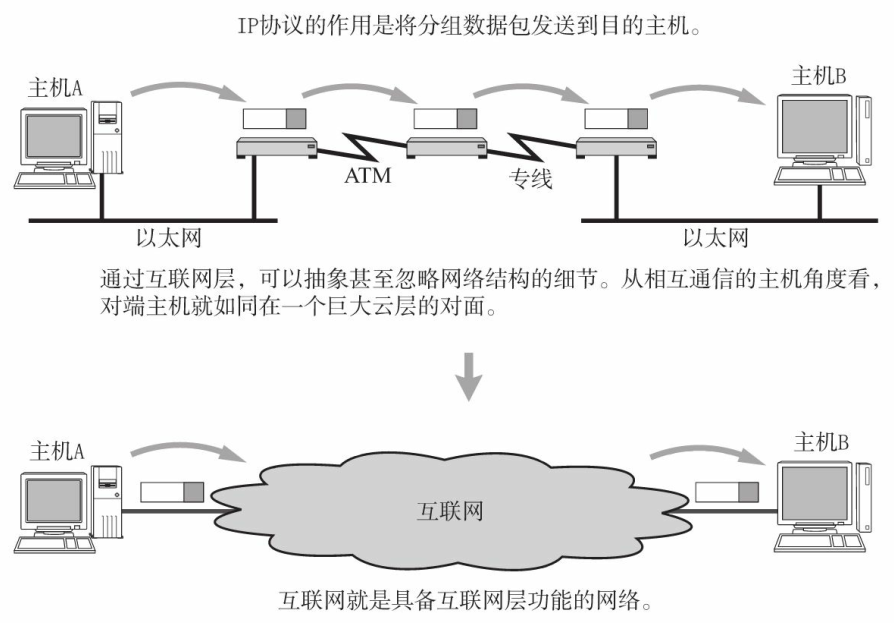 IP协议的作用是将分组数据包发送到目的主机。
主机A
主机B
ATM
专线
以太网
以太网
通过互联网层，可以抽象甚至忽略网络结构的细节。从相互通信的主机角度看，
对端主机就如同在一个巨大云层的对面。
主机A
主机B
互联网
互联网就是具备互联网层功能的网络。